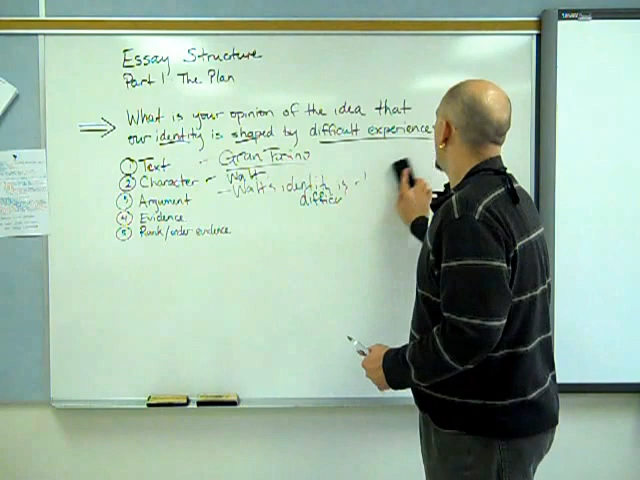 Essay Structure
Part 1 The Plan
What is your opinion of the idea that
our identity is shaped by difficult experience
1 Text - Gran Torino
2 Character - Walt
3 Argument - Walt's identity is
difficu
4 Evidence
5 Rank/order evidence